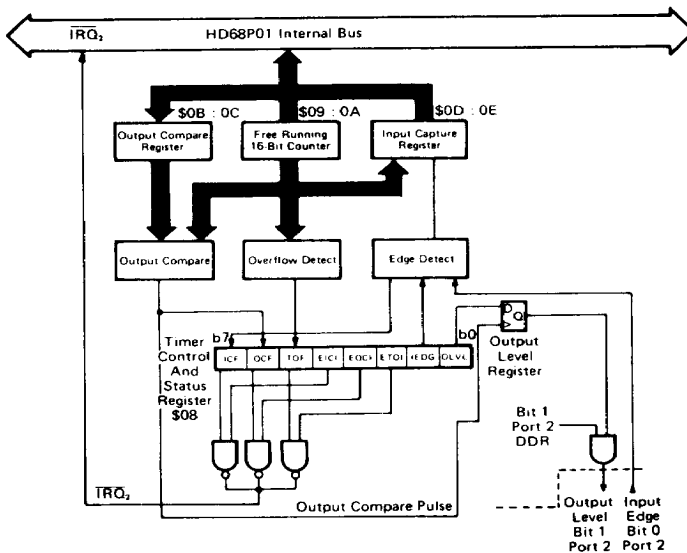 IRQ₂
HD68P01 Internal Bus
$0B : 0C
$09 : 0A
$0D : 0E
Output Compare
Register
Free Running
16-Bit Counter
Input Capture
Register
Output Compare
Overflow Detect
Edge Detect
b7
b0
Timer
Control
And
Status
Register
$08
ICF
OCF
TOF
EICI
EOCI
ETOI
IEDG
OLVL
D
Q
Output
Level
Register
Bit 1
Port 2
DDR
IRQ₂
Output Compare Pulse
Output
Level
Bit 1
Port 2
Input
Edge
Bit 0
Port 2